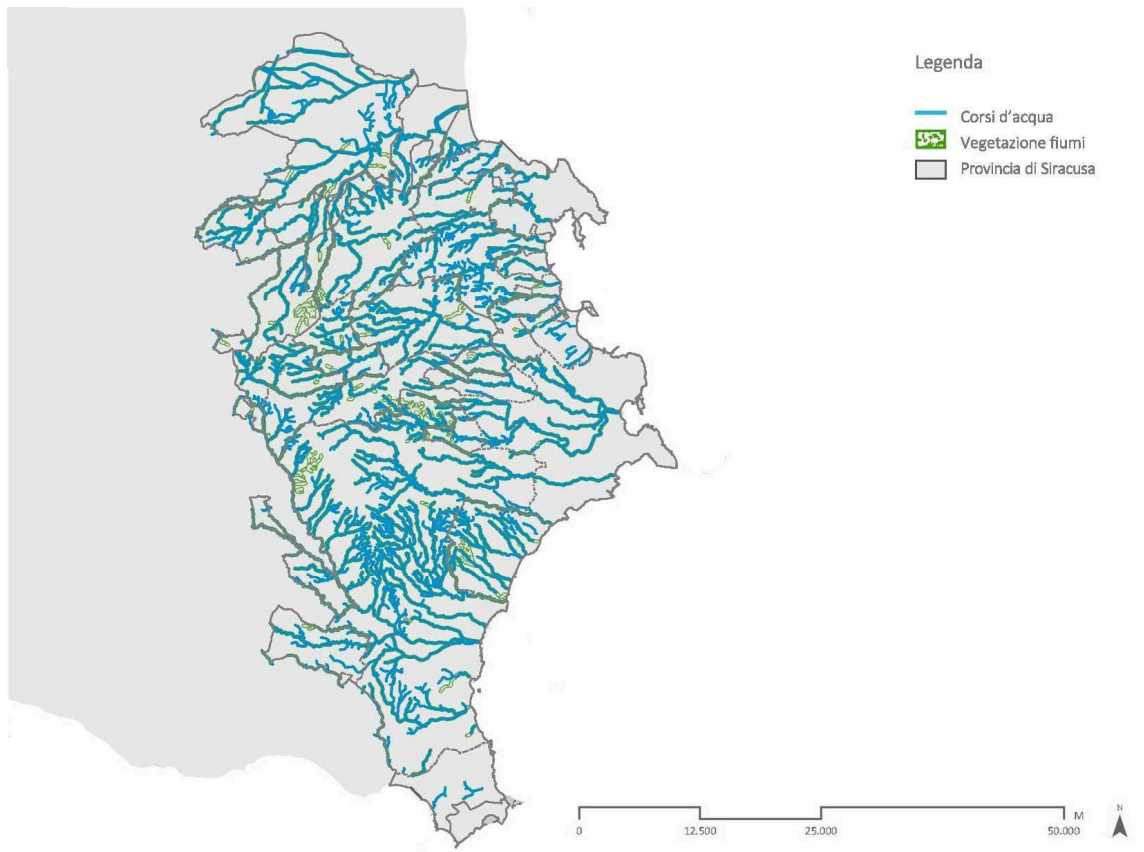 Legenda
Corsi d'acqua
Vegetazione fiumi
Provincia di Siracusa
M
N
0 12.500 25.000 50.000